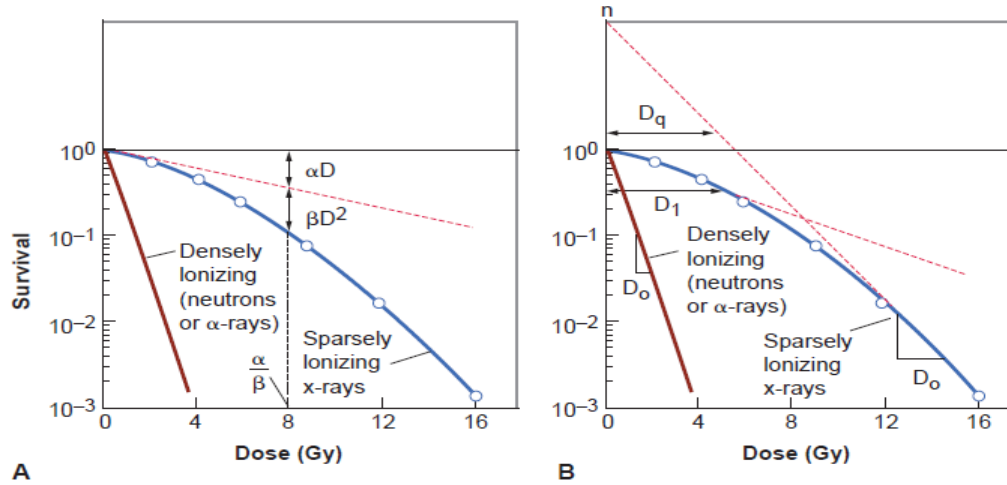 10⁰
10⁻¹
10⁻²
10⁻³
Survival
αD
βD²
Densely
Ionizing
(neutrons
or α-rays)
Sparsely
Ionizing
x-rays
α
β
0
4
8
12
16
Dose (Gy)
A
n
Dq
10⁰
10⁻¹
10⁻²
10⁻³
D₁
Densely
Ionizing
(neutrons
or α-rays)
Do
Sparsely
Ionizing
x-rays
Do
0
4
8
12
16
Dose (Gy)
B